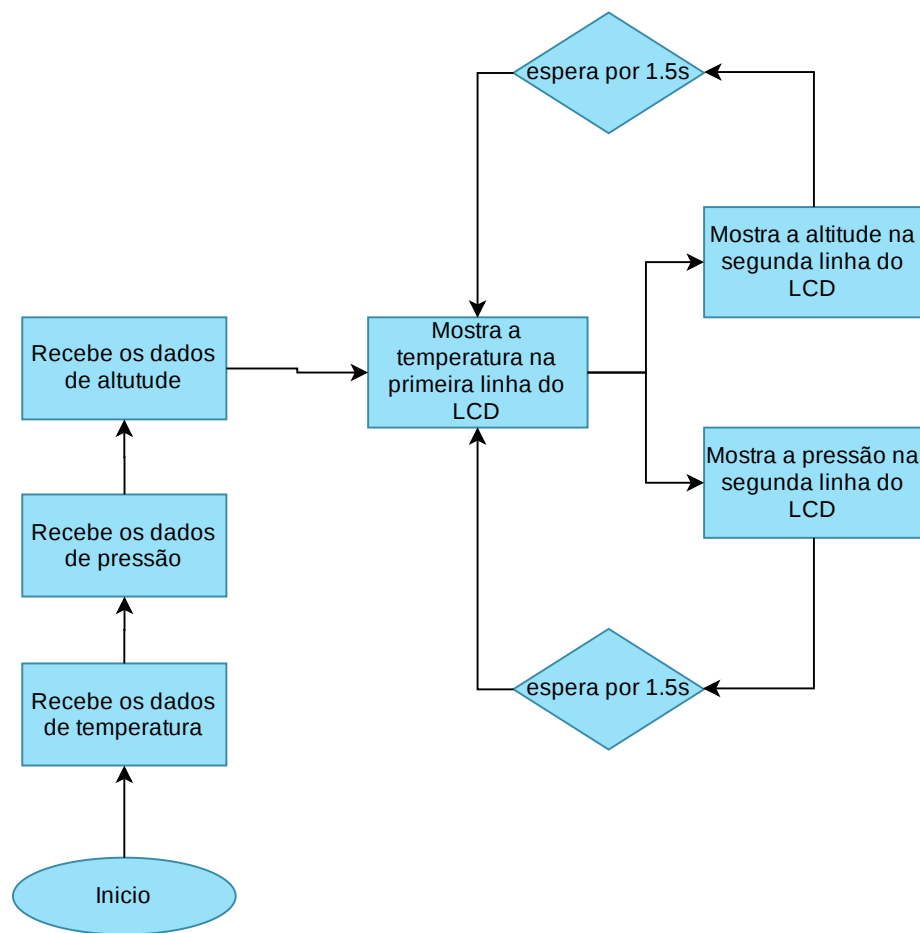 espera por 1.5s
Mostra a altitude na
segunda linha do
LCD
Recebe os dados
de altutude
Mostra a
temperatura na
primeira linha do
LCD
Mostra a pressão na
segunda linha do
LCD
Recebe os dados
de pressão
Recebe os dados
de temperatura
espera por 1.5s
Inicio